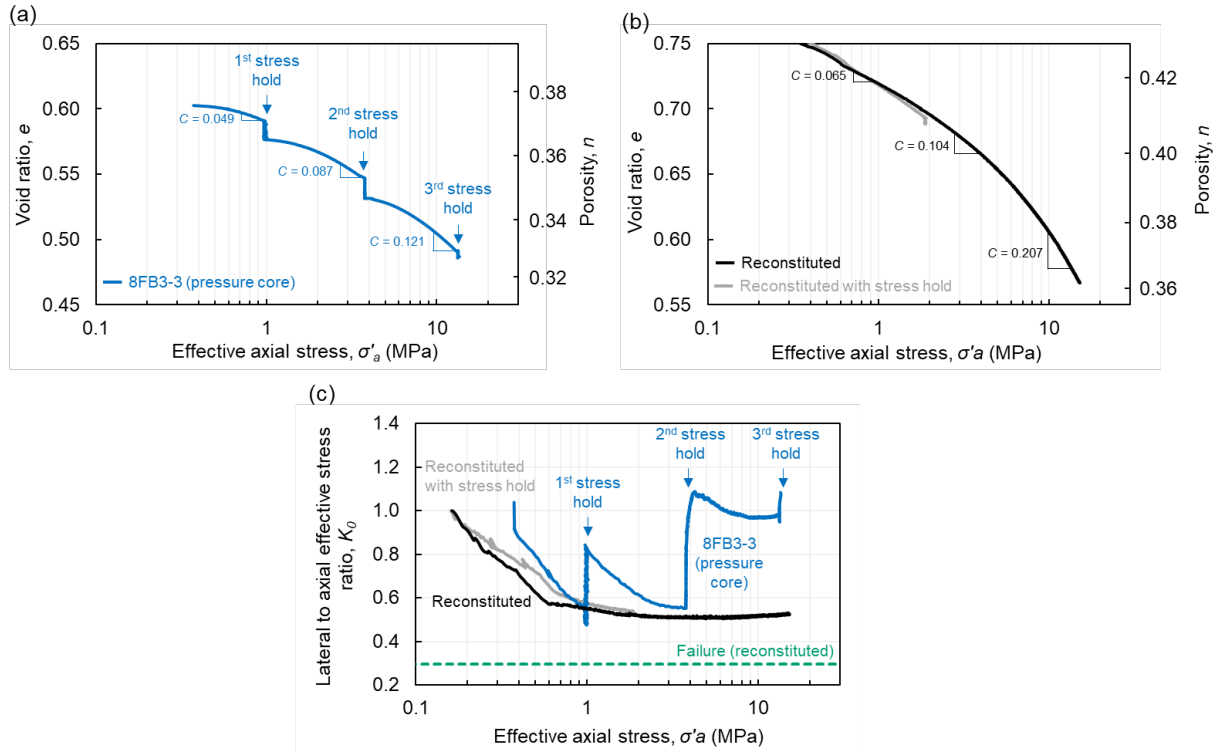 (a)
0.65
0.60
0.55
0.50
0.45
Void ratio, e
1st stress
hold
2nd stress
hold
3rd stress
hold
C = 0.049
C = 0.087
C = 0.121
8FB3-3 (pressure core)
0.38
0.36
0.34
0.32
Porosity, n
0.1
1
10
Effective axial stress, σ'a (MPa)
(b)
0.75
0.70
0.65
0.60
0.55
Void ratio, e
C = 0.065
C = 0.104
C = 0.207
Reconstituted
Reconstituted with stress hold
0.42
0.40
0.38
0.36
Porosity, n
0.1
1
10
Effective axial stress, σ'a (MPa)
(c)
1.4
1.2
1.0
0.8
0.6
0.4
0.2
Lateral to axial effective stress
ratio, K0
Reconstituted
with stress hold
1st stress
hold
2nd stress
hold
3rd stress
hold
8FB3-3
(pressure
core)
Reconstituted
Failure (reconstituted)
0.1
1
10
Effective axial stress, σ'a (MPa)